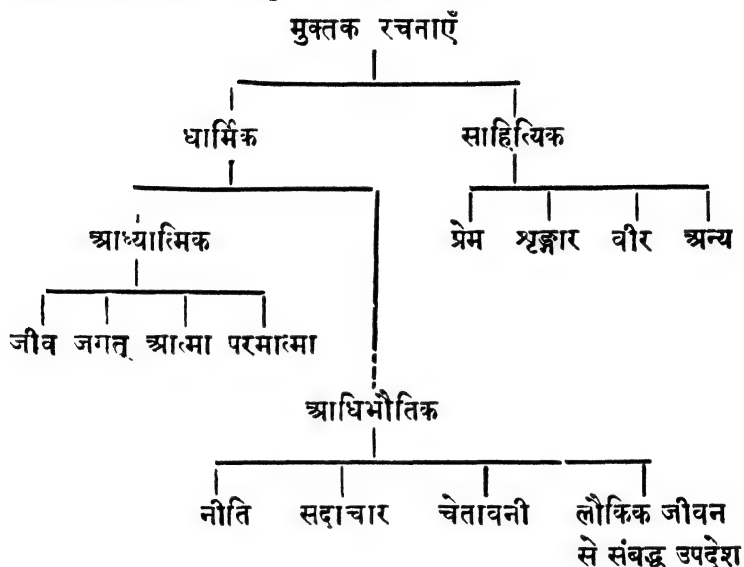 मुक्तक रचनाएँ
धार्मिक साहित्यिक
आध्यात्मिक प्रेम शृङ्गार वीर अन्य
जीव जगत् आत्मा परमात्मा
आधिभौतिक
नीति सदाचार चेतावनी लौकिक जीवन
से संबद्ध उपदेश